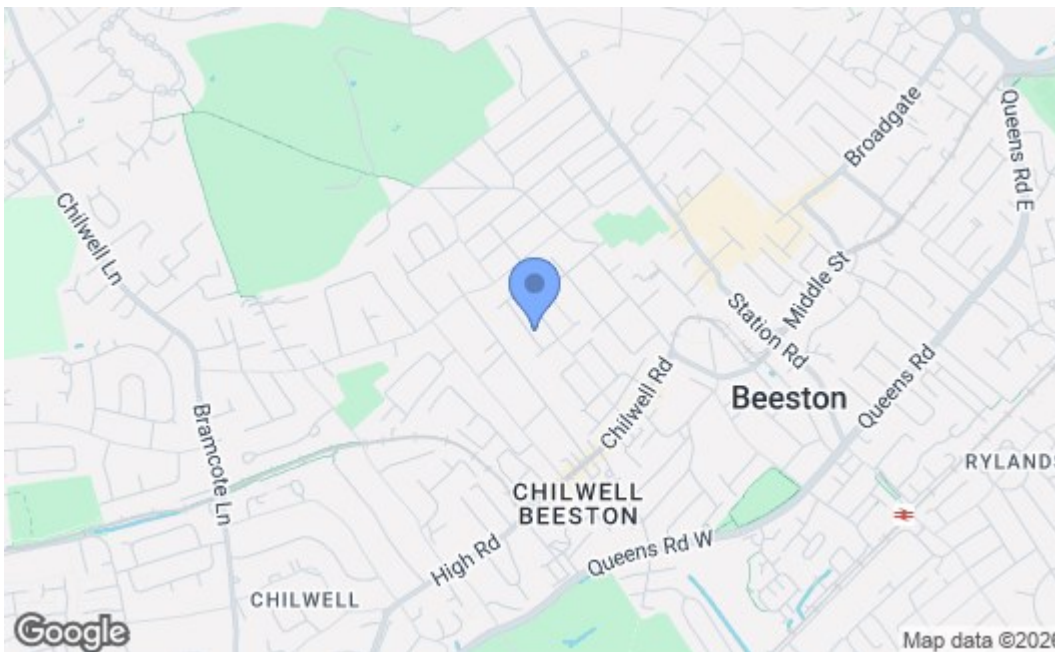 Broadgate
Queens Rd E
Chilwell Ln
Middle St
Station Rd
Chilwell Rd
Queens Rd
Beeston
Bramcote Ln
RYLANDS
CHILWELL
BEESTON
High Rd
Queens Rd W
CHILWELL
Google
Map data ©2026